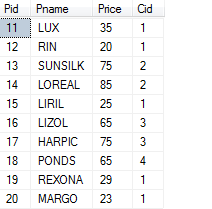 Pid Pname Price Cid
11 LUX 35 1
12 RIN 20 1
13 SUNSILK 75 2
14 LOREAL 85 2
15 LIRIL 25 1
16 LIZOL 65 3
17 HARPIC 75 3
18 PONDS 65 4
19 REXONA 29 1
20 MARGO 23 1